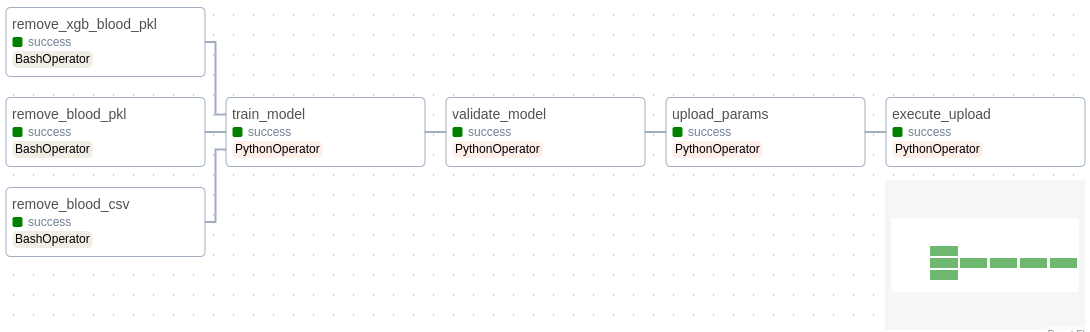 remove_xgb_blood_pkl
success
BashOperator
remove_blood_pkl
success
BashOperator
remove_blood_csv
success
BashOperator
train_model
success
PythonOperator
validate_model
success
PythonOperator
upload_params
success
PythonOperator
execute_upload
success
PythonOperator